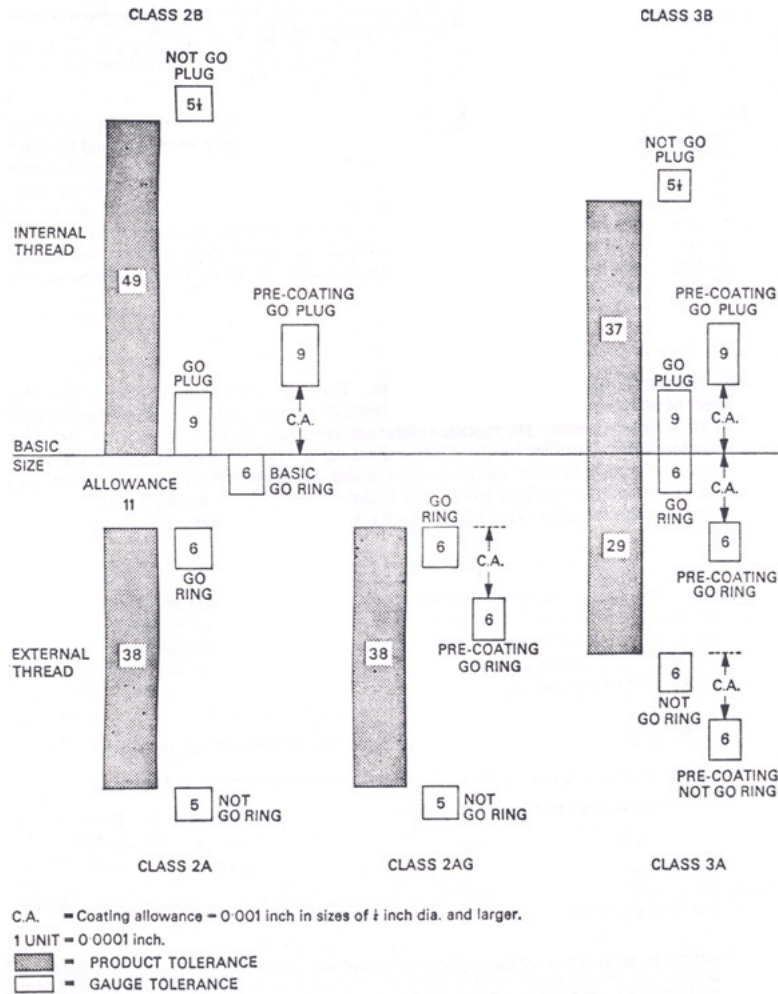 CLASS 2B
CLASS 3B
NOT GO
PLUG
5½
NOT GO
PLUG
5½
INTERNAL
THREAD
49
PRE-COATING
GO PLUG
9
C.A.
GO
PLUG
9
37
PRE-COATING
GO PLUG
9
C.A.
GO
PLUG
9
BASIC
SIZE
ALLOWANCE
11
6
BASIC
GO RING
6
GO
RING
C.A.
6
GO
RING
6
GO
RING
6
C.A.
6
PRE-COATING
GO RING
29
6
PRE-COATING
GO RING
EXTERNAL
THREAD
38
38
6
NOT
GO RING
C.A.
6
PRE-COATING
NOT GO RING
5
NOT
GO RING
5
NOT
GO RING
CLASS 2A
CLASS 2AG
CLASS 3A
C.A. = Coating allowance = 0·001 inch in sizes of inch dia. and larger.
1 UNIT = 0·0001 inch.
= PRODUCT TOLERANCE
= GAUGE TOLERANCE